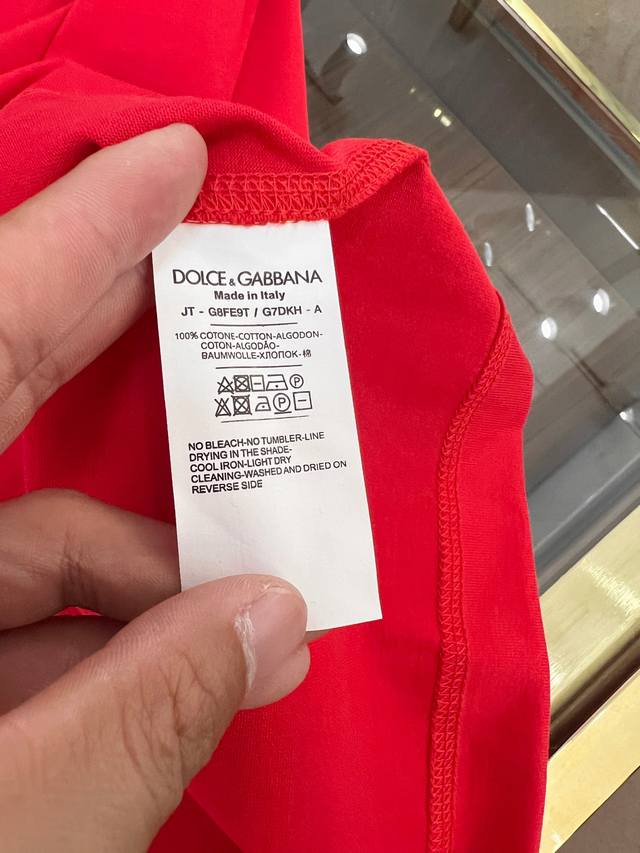 DOLCE & GABBANA
Made in Italy
JT - G8FE9T / G7DKH - A
100% COTONE-COTTON-ALGODON-
COTON-ALGODÃO-
BAUMWOLLE-ХЛОПОК-棉
NO BLEACH-NO TUMBLER-LINE
DRYING IN THE SHADE-
COOL IRON-LIGHT DRY
CLEANING-WASHED AND DRIED ON
REVERSE SIDE